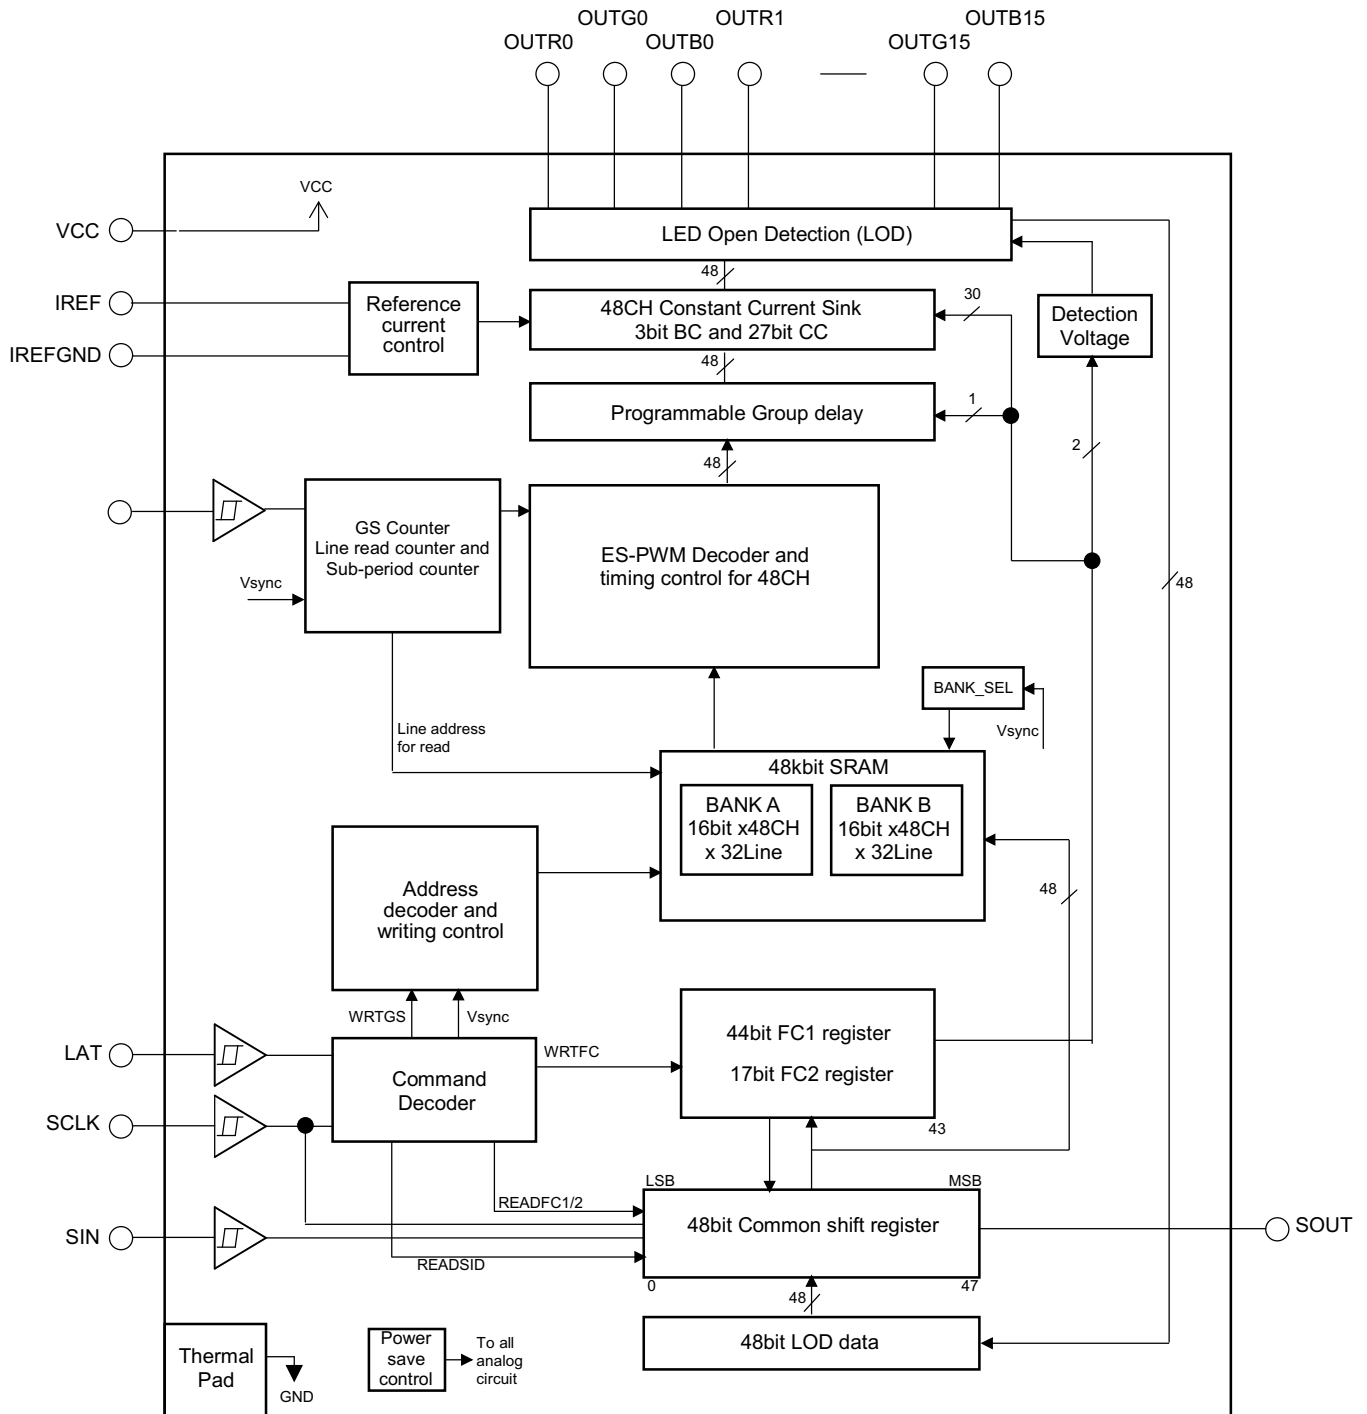 OUTG0
OUTR1
OUTB15
OUTR0
OUTB0
OUTG15
VCC
VCC
LED Open Detection (LOD)
48
IREF
IREFGND
Reference
current
control
48CH Constant Current Sink
3bit BC and 27bit CC
30
Detection
Voltage
48
Programmable Group delay
1
2
48
GS Counter
Line read counter and
Sub-period counter
Vsync
ES-PWM Decoder and
timing control for 48CH
48
BANK_SEL
Vsync
Line address
for read
48kbit SRAM
BANK A
16bit x48CH
x 32Line
BANK B
16bit x48CH
x 32Line
48
Address
decoder and
writing control
WRTGS
Vsync
LAT
SCLK
Command
Decoder
WRTFC
44bit FC1 register
17bit FC2 register
43
LSB
MSB
READFC1/2
48bit Common shift register
SIN
READSID
0
47
SOUT
48
48bit LOD data
Thermal
Pad
GND
Power
save
control
To all
analog
circuit